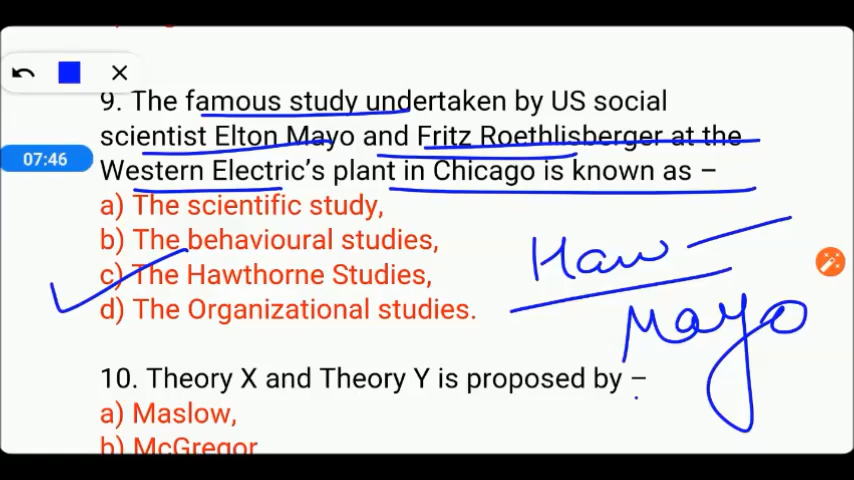 9. The famous study undertaken by US social
scientist Elton Mayo and Fritz Roethlisberger at the
07:46
Western Electric's plant in Chicago is known as –
a) The scientific study,
b) The behavioural studies,
c) The Hawthorne Studies,
d) The Organizational studies.
Haw
Mayo
10. Theory X and Theory Y is proposed by –
a) Maslow,
b) McGregor